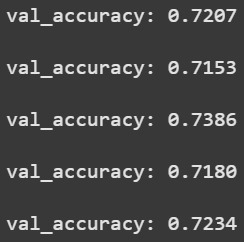 val_accuracy: 0.7207
val_accuracy: 0.7153
val_accuracy: 0.7386
val_accuracy: 0.7180
val_accuracy: 0.7234